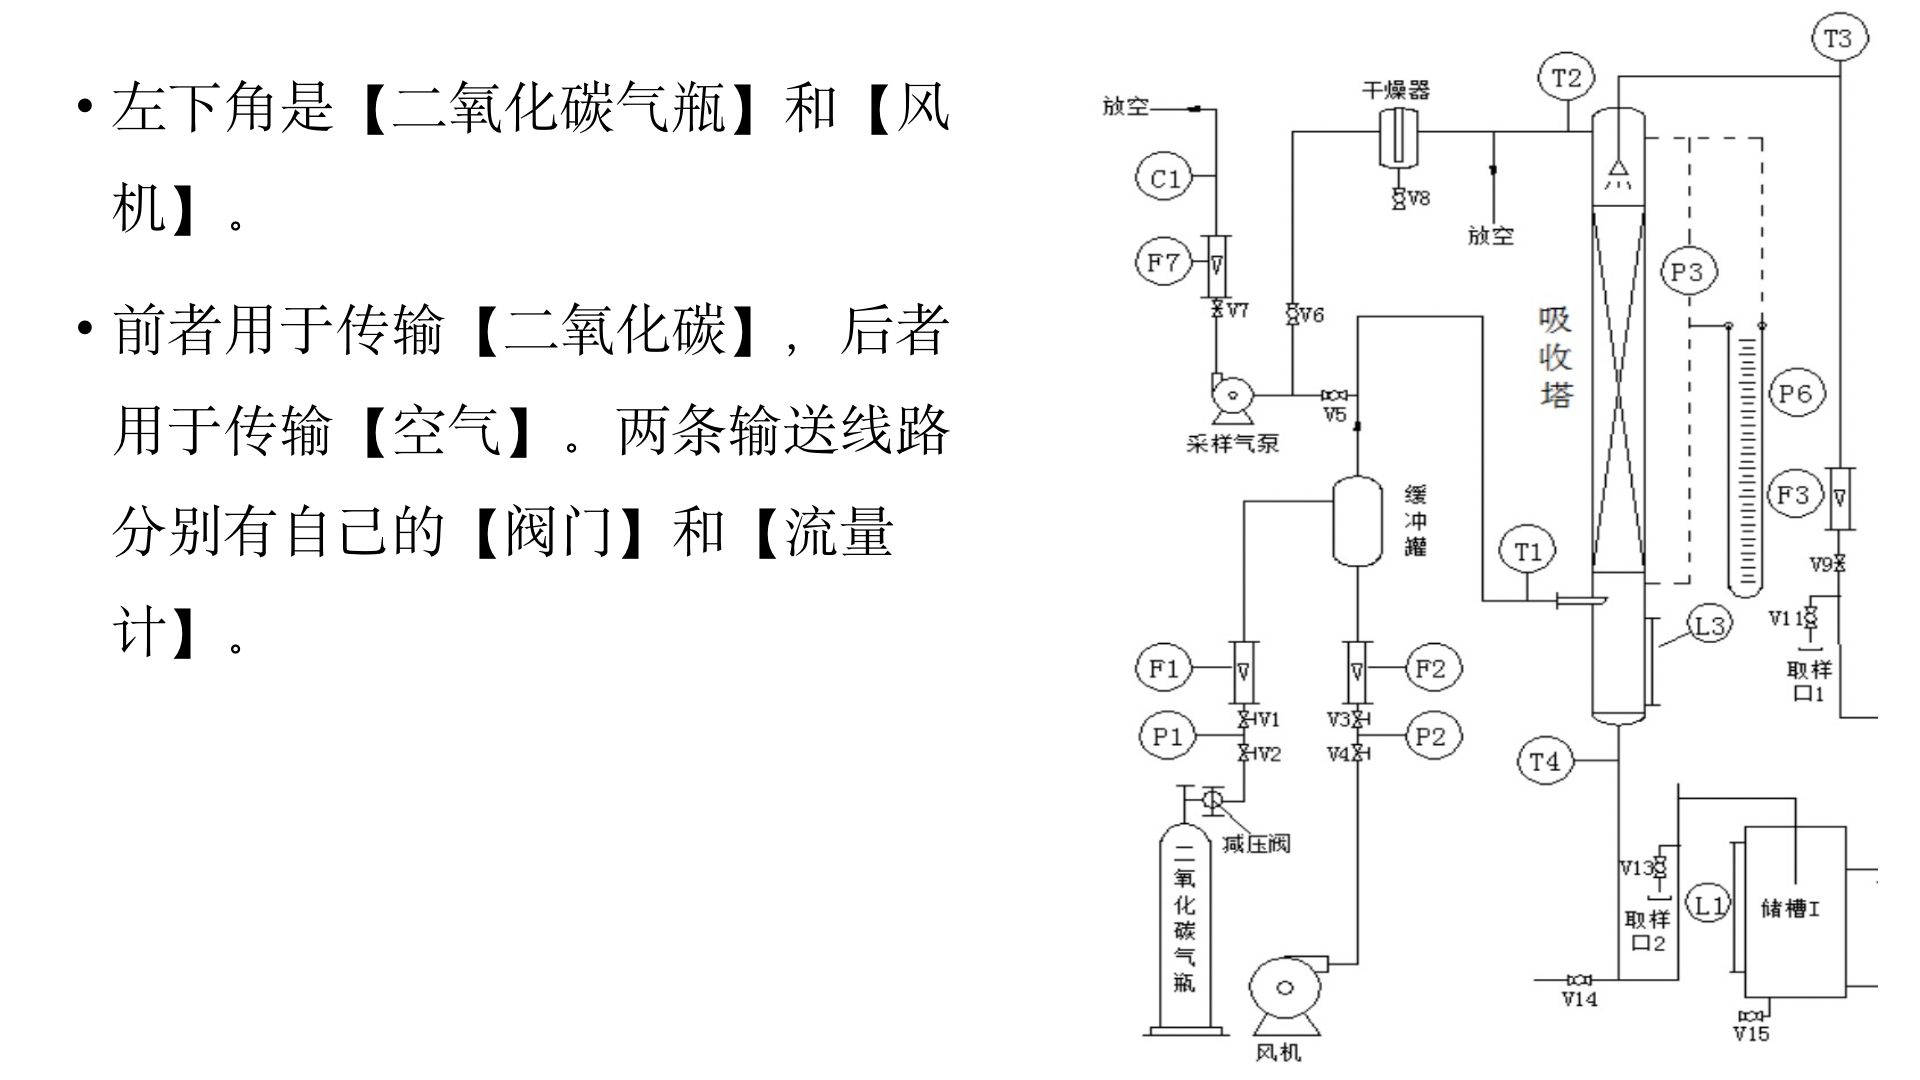 • 左下角是【二氧化碳气瓶】和【风
机】。
• 前者用于传输【二氧化碳】，后者
用于传输【空气】。两条输送线路
分别有自己的【阀门】和【流量
计】。
T3
T2
干燥器
放空
C1
V8
放空
F7
P3
V7
V6
吸
收
塔
P6
V5
采样气泵
缓
冲
罐
F3
T1
V9
V11
L3
取样
口1
F1
F2
V1
V3
P1
P2
V2
V4
T4
减压阀
二
氧
化
碳
气
瓶
V13
L1
储槽I
取样
口2
V14
V15
风机